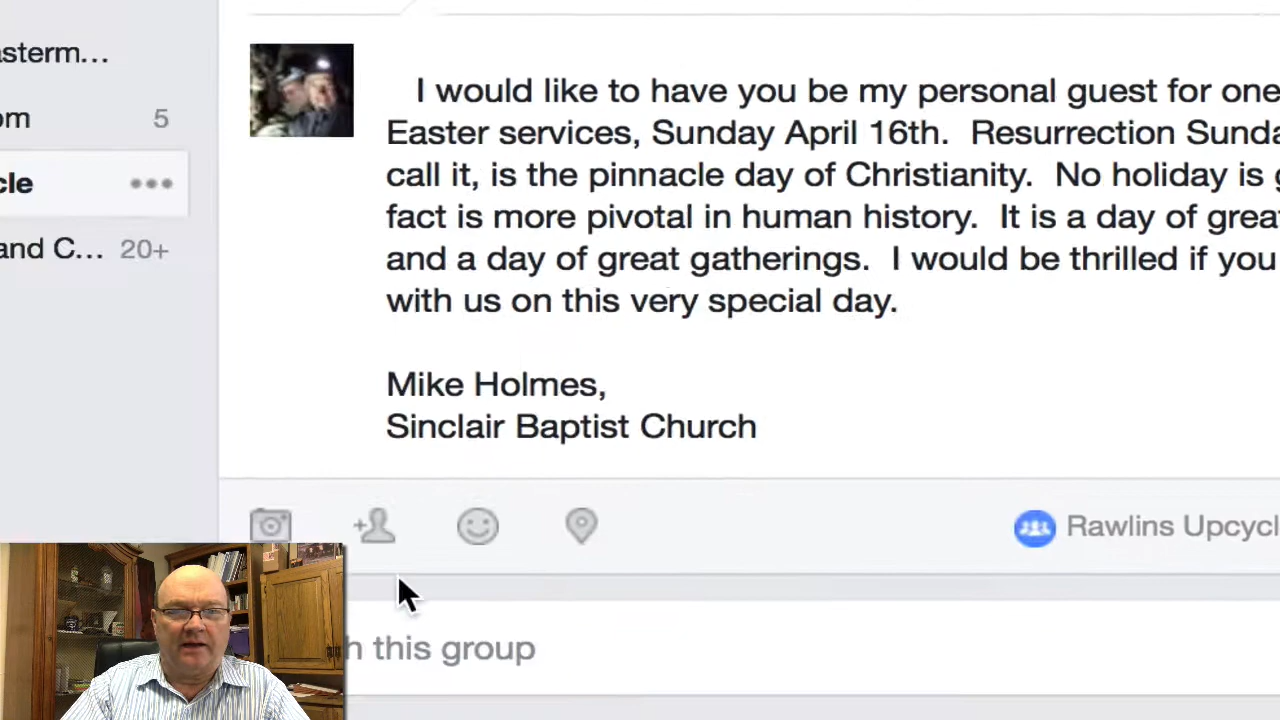 asterm...
I would like to have you be my personal guest for one
Easter services, Sunday April 16th. Resurrection Sunda
call it, is the pinnacle day of Christianity. No holiday is g
fact is more pivotal in human history. It is a day of great
and a day of great gatherings. I would be thrilled if you
with us on this very special day.
om 5
cle •••
and C... 20+
Mike Holmes,
Sinclair Baptist Church
Rawlins Upcycl
h this group